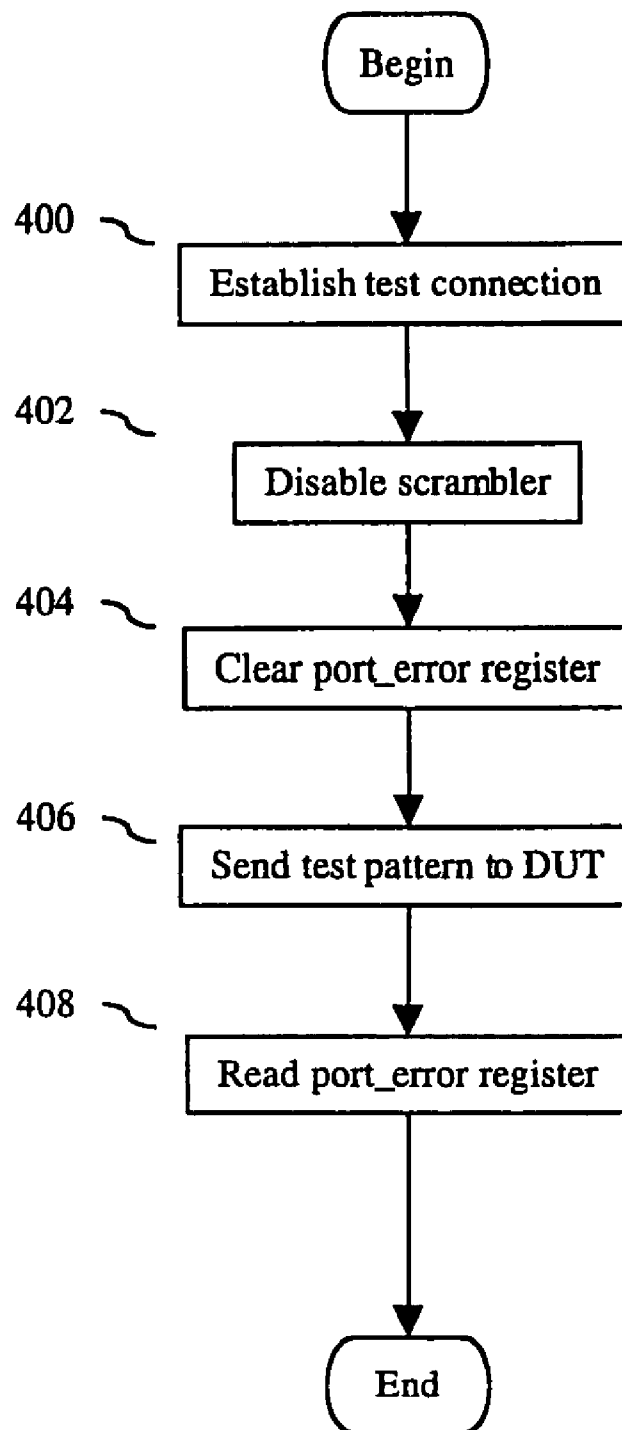 Begin
400
Establish test connection
402
Disable scrambler
404
Clear port_error register
406
Send test pattern to DUT
408
Read port_error register
End